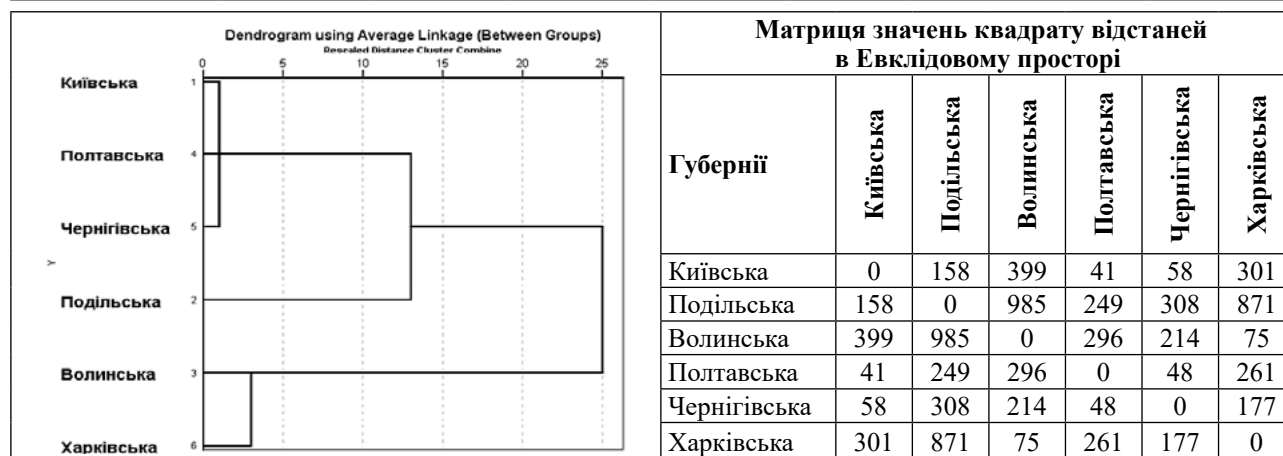 Dendrogram using Average Linkage (Between Groups)
Rescaled Distance Cluster Combine
0 5 10 15 20 25
Київська 1
Полтавська 4
Чернігівська 5
Y
Подільська 2
Волинська 3
Харківська 6
Матриця значень квадрату відстаней
в Евклідовому просторі
Губернії Київська Подільська Волинська Полтавська Чернігівська Харківська
Київська 0 158 399 41 58 301
Подільська 158 0 985 249 308 871
Волинська 399 985 0 296 214 75
Полтавська 41 249 296 0 48 261
Чернігівська 58 308 214 48 0 177
Харківська 301 871 75 261 177 0